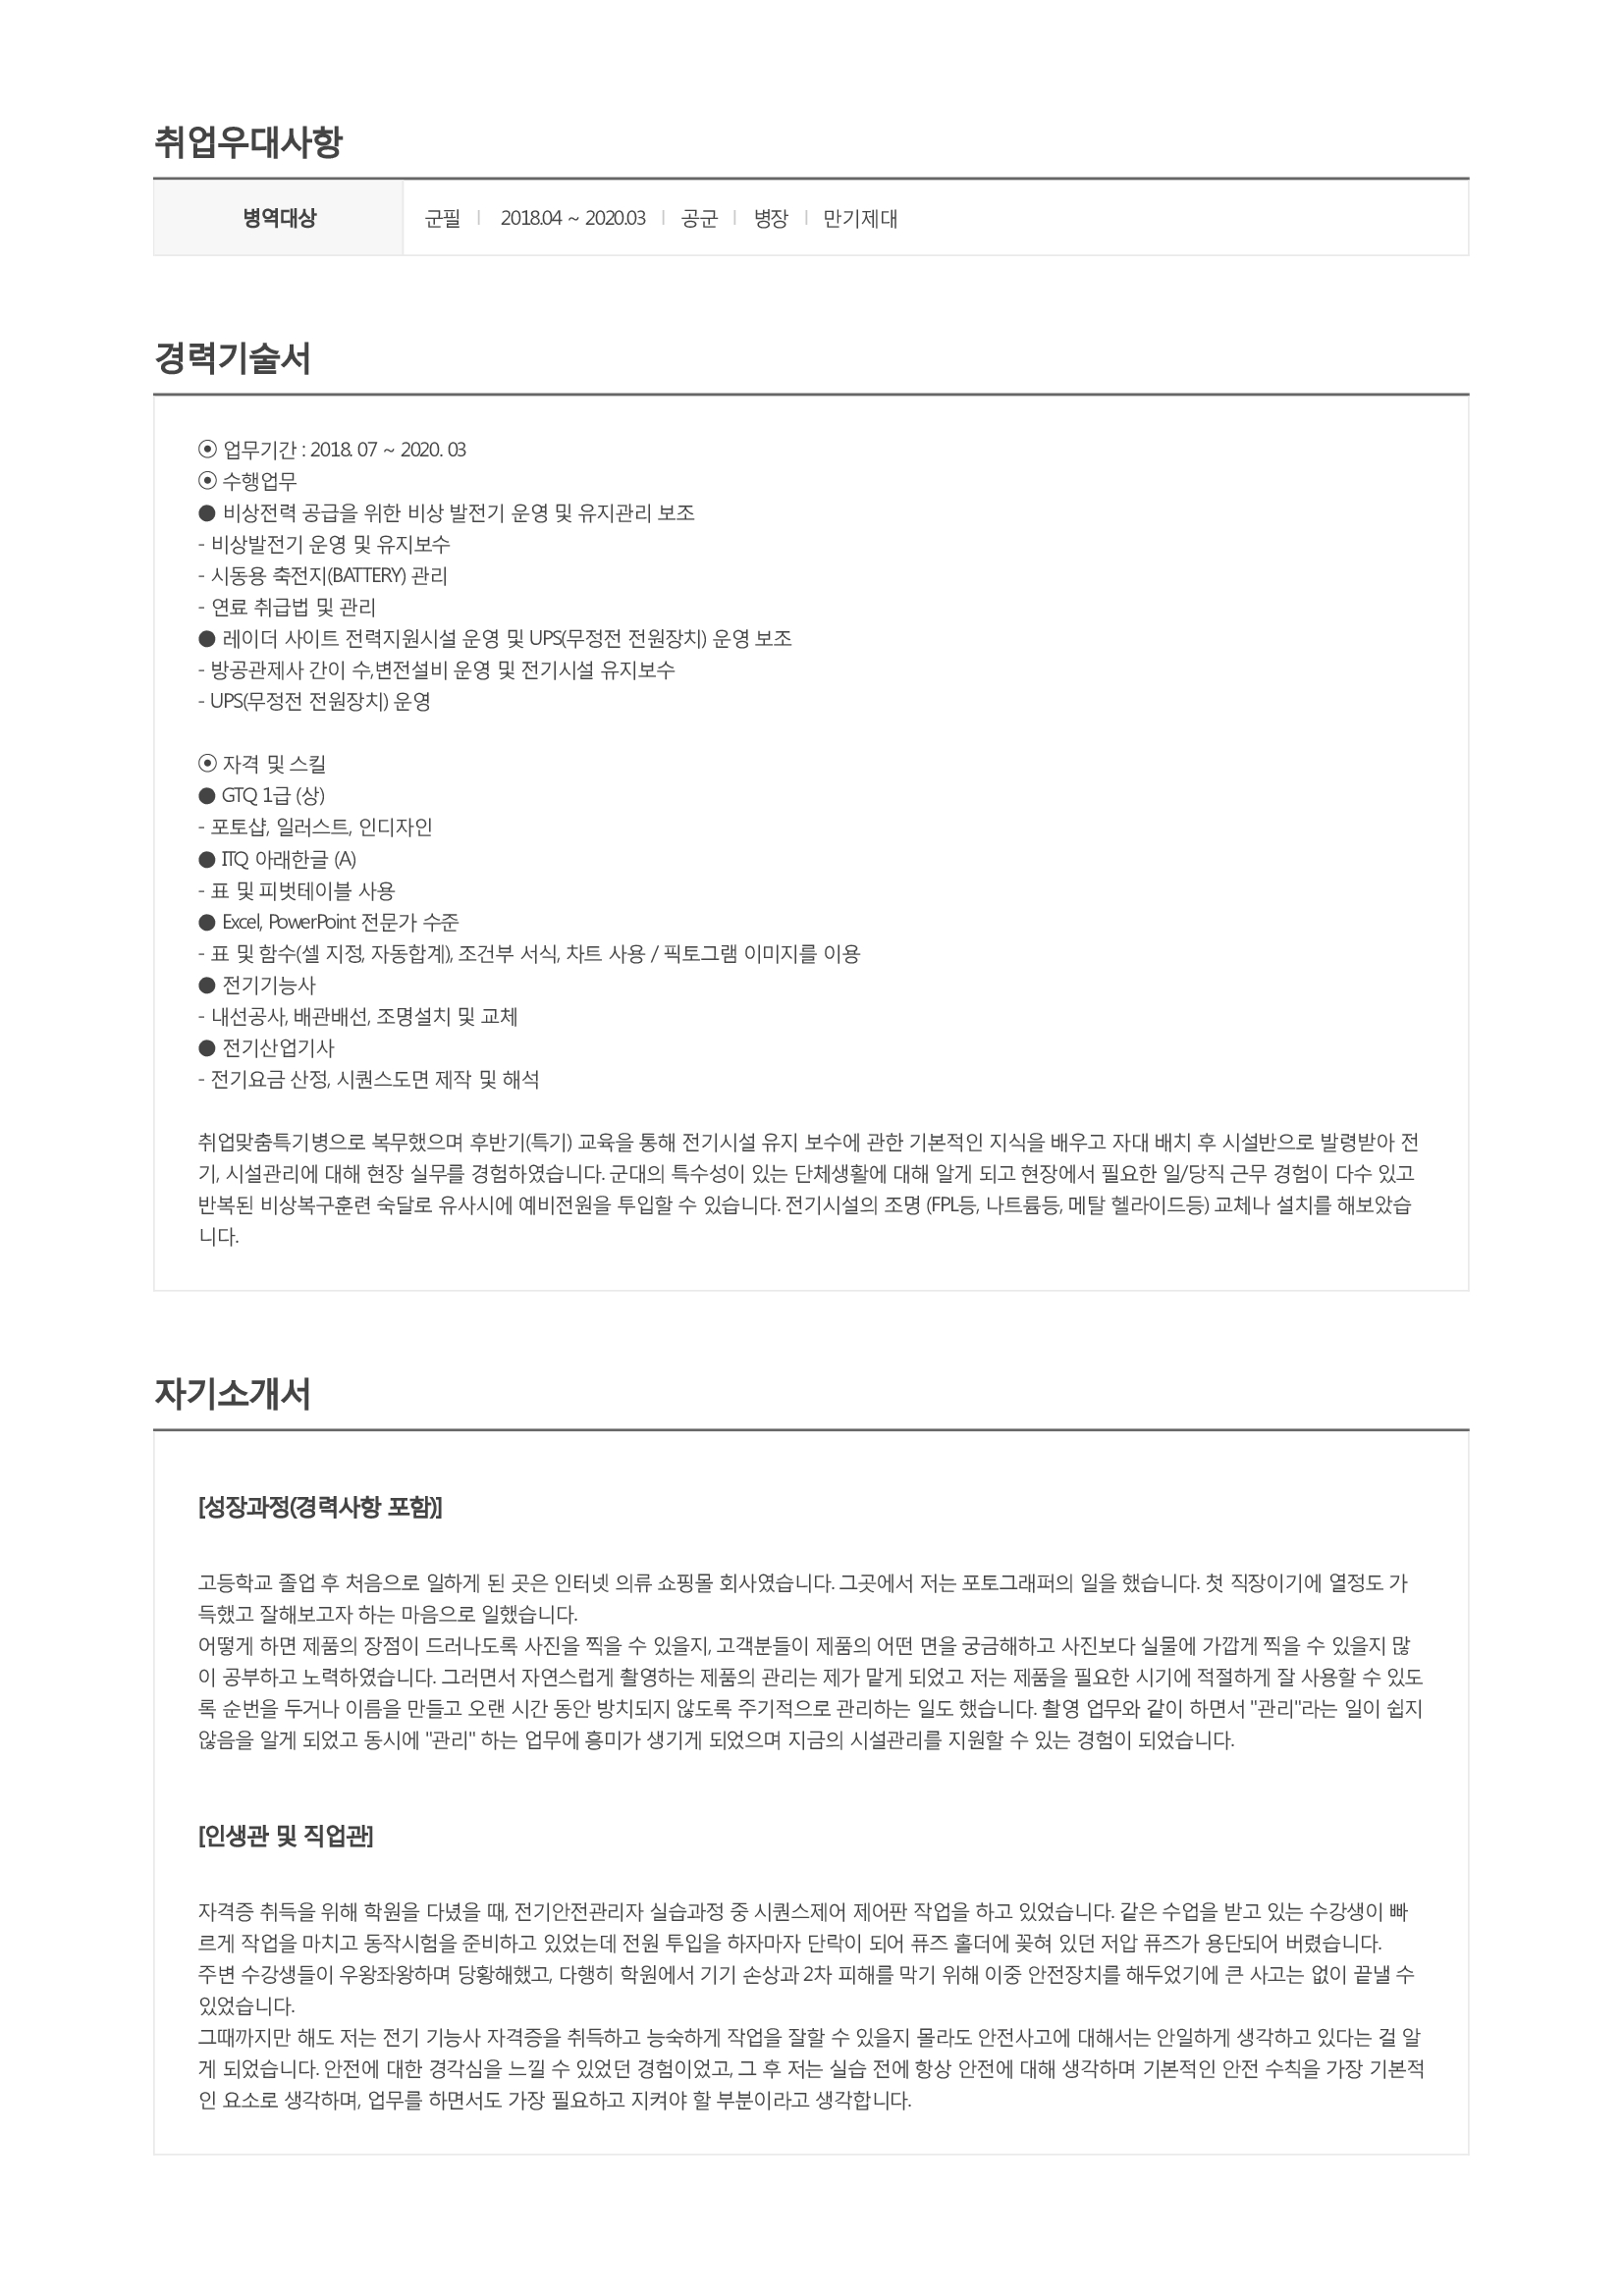 취업우대사항
병역대상 군필 | 2018.04 ~ 2020.03 | 공군 | 병장 | 만기제대
경력기술서
⦿ 업무기간 : 2018. 07 ~ 2020. 03
⦿ 수행업무
● 비상전력 공급을 위한 비상 발전기 운영 및 유지관리 보조
- 비상발전기 운영 및 유지보수
- 시동용 축전지(BATTERY) 관리
- 연료 취급법 및 관리
● 레이더 사이트 전력지원시설 운영 및 UPS(무정전 전원장치) 운영 보조
- 방공관제사 간이 수,변전설비 운영 및 전기시설 유지보수
- UPS(무정전 전원장치) 운영
⦿ 자격 및 스킬
● GTQ 1급 (상)
- 포토샵, 일러스트, 인디자인
● ITQ 아래한글 (A)
- 표 및 피벗테이블 사용
● Excel, PowerPoint 전문가 수준
- 표 및 함수(셀 지정, 자동합계), 조건부 서식, 차트 사용 / 픽토그램 이미지를 이용
● 전기기능사
- 내선공사, 배관배선, 조명설치 및 교체
● 전기산업기사
- 전기요금 산정, 시퀀스도면 제작 및 해석
취업맞춤특기병으로 복무했으며 후반기(특기) 교육을 통해 전기시설 유지 보수에 관한 기본적인 지식을 배우고 자대 배치 후 시설반으로 발령받아 전
기, 시설관리에 대해 현장 실무를 경험하였습니다. 군대의 특수성이 있는 단체생활에 대해 알게 되고 현장에서 필요한 일/당직 근무 경험이 다수 있고
반복된 비상복구훈련 숙달로 유사시에 예비전원을 투입할 수 있습니다. 전기시설의 조명 (FPL등, 나트륨등, 메탈 헬라이드등) 교체나 설치를 해보았습
니다.
자기소개서
[성장과정(경력사항 포함)]
고등학교 졸업 후 처음으로 일하게 된 곳은 인터넷 의류 쇼핑몰 회사였습니다. 그곳에서 저는 포토그래퍼의 일을 했습니다. 첫 직장이기에 열정도 가
득했고 잘해보고자 하는 마음으로 일했습니다.
어떻게 하면 제품의 장점이 드러나도록 사진을 찍을 수 있을지, 고객분들이 제품의 어떤 면을 궁금해하고 사진보다 실물에 가깝게 찍을 수 있을지 많
이 공부하고 노력하였습니다. 그러면서 자연스럽게 촬영하는 제품의 관리는 제가 맡게 되었고 저는 제품을 필요한 시기에 적절하게 잘 사용할 수 있도
록 순번을 두거나 이름을 만들고 오랜 시간 동안 방치되지 않도록 주기적으로 관리하는 일도 했습니다. 촬영 업무와 같이 하면서 "관리"라는 일이 쉽지
않음을 알게 되었고 동시에 "관리" 하는 업무에 흥미가 생기게 되었으며 지금의 시설관리를 지원할 수 있는 경험이 되었습니다.
[인생관 및 직업관]
자격증 취득을 위해 학원을 다녔을 때, 전기안전관리자 실습과정 중 시퀀스제어 제어판 작업을 하고 있었습니다. 같은 수업을 받고 있는 수강생이 빠
르게 작업을 마치고 동작시험을 준비하고 있었는데 전원 투입을 하자마자 단락이 되어 퓨즈 홀더에 꽂혀 있던 저압 퓨즈가 용단되어 버렸습니다.
주변 수강생들이 우왕좌왕하며 당황해했고, 다행히 학원에서 기기 손상과 2차 피해를 막기 위해 이중 안전장치를 해두었기에 큰 사고는 없이 끝낼 수
있었습니다.
그때까지만 해도 저는 전기 기능사 자격증을 취득하고 능숙하게 작업을 잘할 수 있을지 몰라도 안전사고에 대해서는 안일하게 생각하고 있다는 걸 알
게 되었습니다. 안전에 대한 경각심을 느낄 수 있었던 경험이었고, 그 후 저는 실습 전에 항상 안전에 대해 생각하며 기본적인 안전 수칙을 가장 기본적
인 요소로 생각하며, 업무를 하면서도 가장 필요하고 지켜야 할 부분이라고 생각합니다.